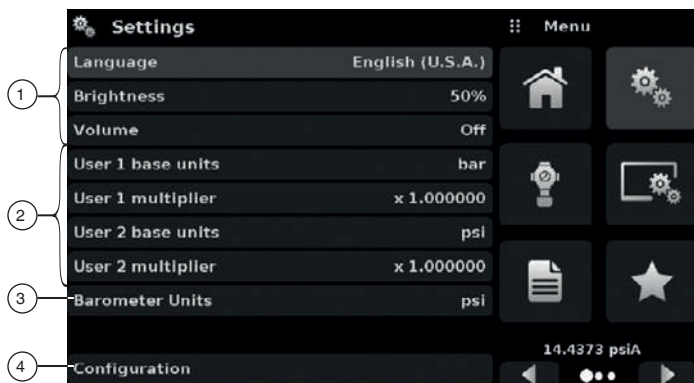 Settings
Menu
1
Language English (U.S.A.)
Brightness 50%
Volume Off
2
User 1 base units bar
User 1 multiplier x 1.000000
User 2 base units psi
User 2 multiplier x 1.000000
3
Barometer Units psi
14.4373 psiA
4
Configuration